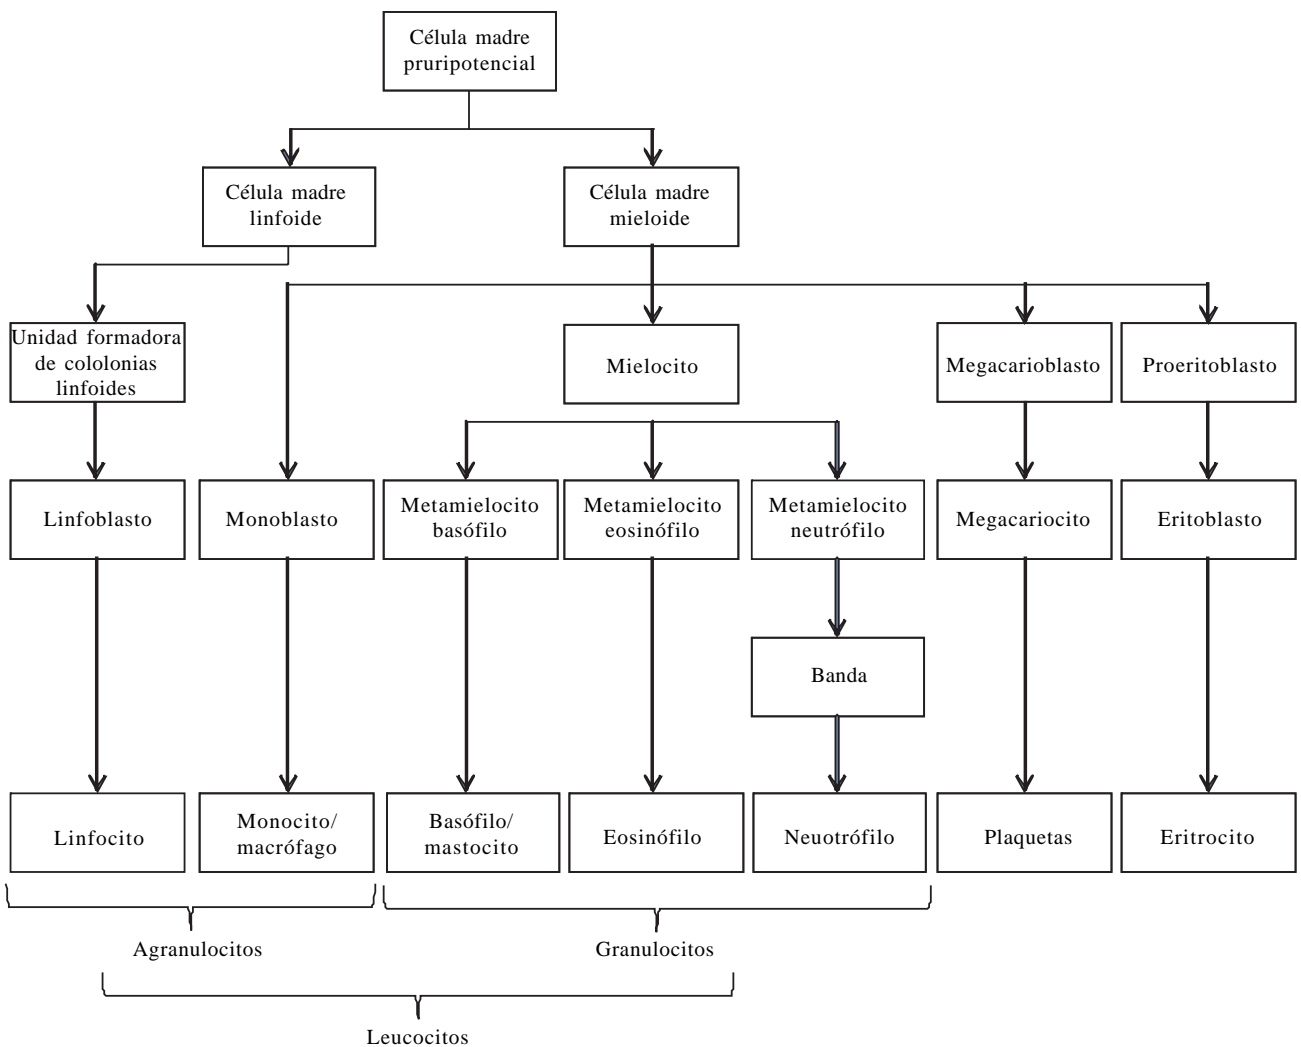 Célula madre
pruripotencial
Célula madre
linfoide
Célula madre
mieloide
Unidad formadora
de cololonias
linfoides
Mielocito
Megacarioblasto
Proeritoblasto
Linfoblasto
Monoblasto
Metamielocito
basófilo
Metamielocito
eosinófilo
Metamielocito
neutrófilo
Megacariocito
Eritoblasto
Banda
Linfocito
Monocito/
macrófago
Basófilo/
mastocito
Eosinófilo
Neuotrófilo
Plaquetas
Eritrocito
Agranulocitos
Granulocitos
Leucocitos